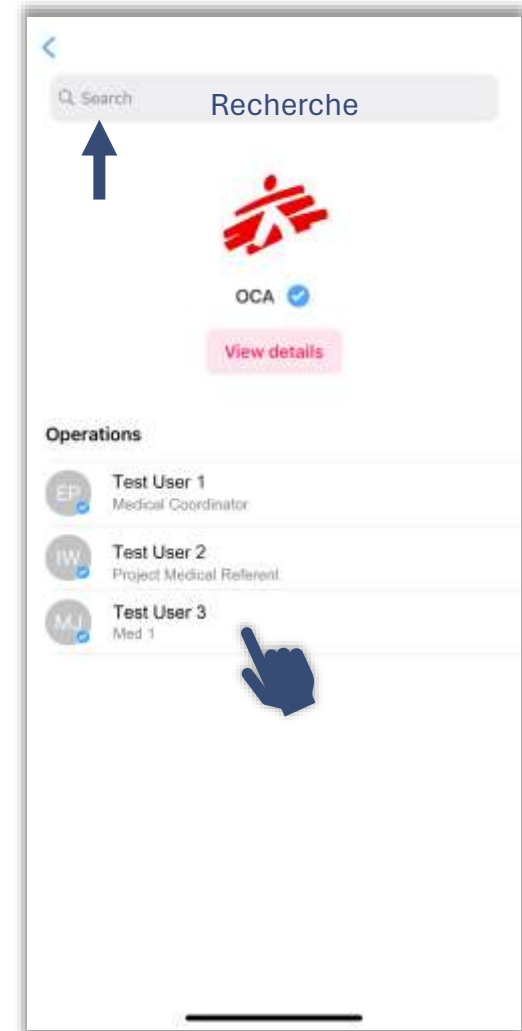 Search Recherche
OCA
View details
Operations
EP Test User 1
Medical Coordinator
IW Test User 2
Project Medical Referent
MJ Test User 3
Med 1